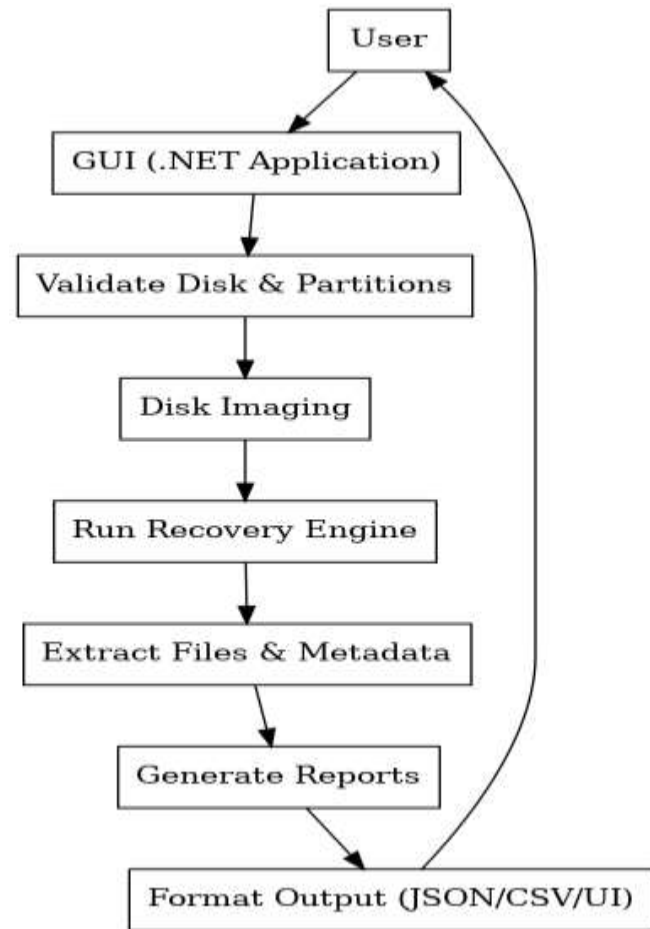 User
GUI (.NET Application)
Validate Disk & Partitions
Disk Imaging
Run Recovery Engine
Extract Files & Metadata
Generate Reports
Format Output (JSON/CSV/UI)